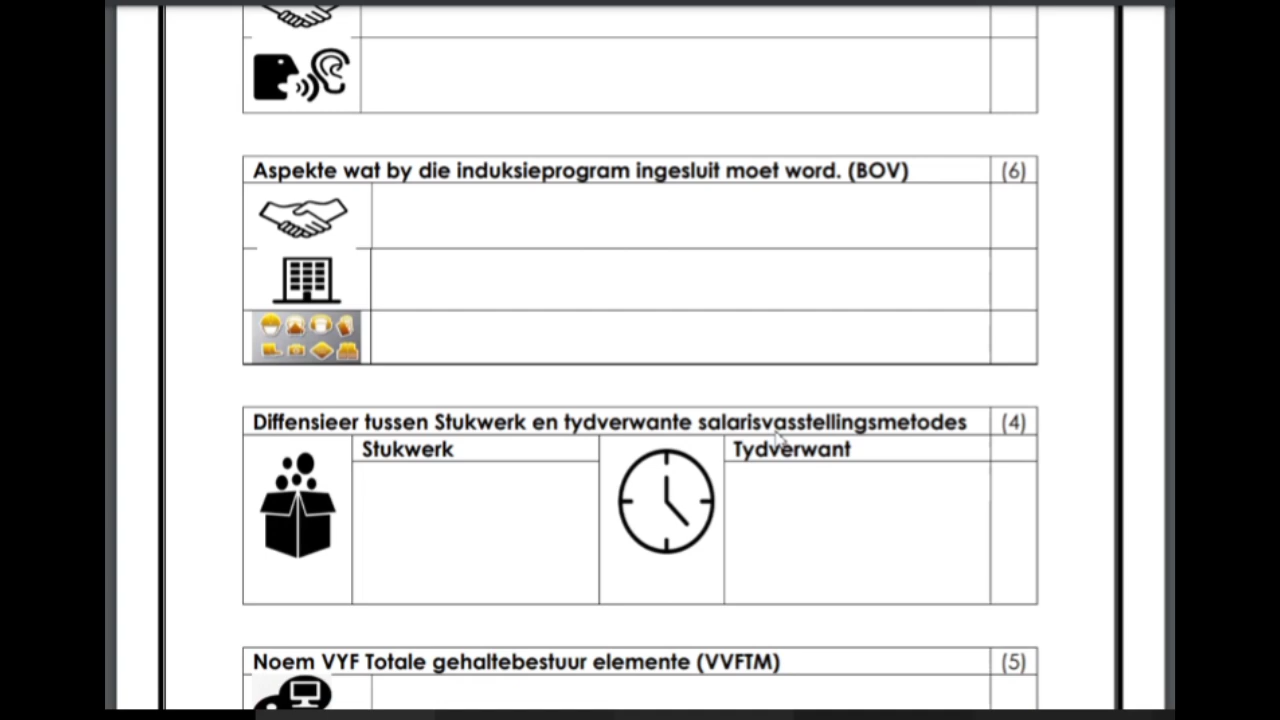 Aspekte wat by die induksieprogram ingesluit moet word. (BOV) (6)
Diffensieer tussen Stukwerk en tydverwante salarisvasstellingsmetodes (4)
Stukwerk Tydverwant
Noem VYF Totale gehaltebestuur elemente (VVFTM) (5)